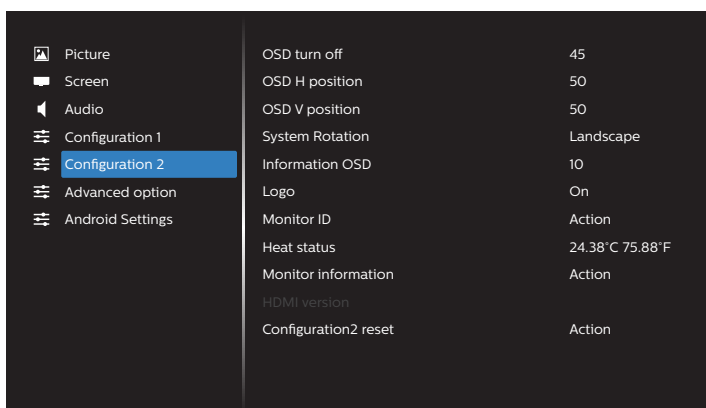 Picture
Screen
Audio
Configuration 1
Configuration 2
Advanced option
Android Settings
OSD turn off 45
OSD H position 50
OSD V position 50
System Rotation Landscape
Information OSD 10
Logo On
Monitor ID Action
Heat status 24.38°C 75.88°F
Monitor information Action
HDMI version
Configuration2 reset Action